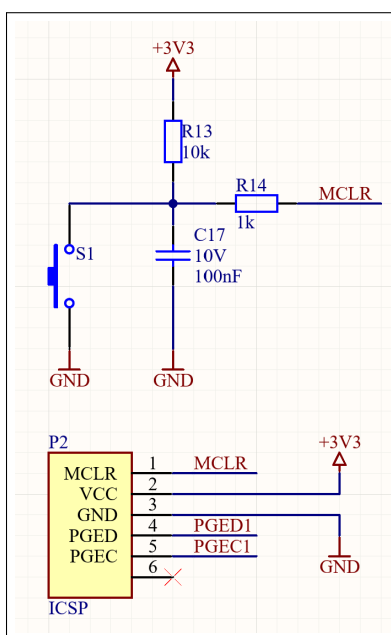 +3V3
R13
10k
R14
MCLR
1k
C17
10V
100nF
S1
GND
GND
P2
+3V3
MCLR 1 MCLR
VCC 2
GND 3
PGED 4 PGED1
PGEC 5 PGEC1
6
GND
ICSP